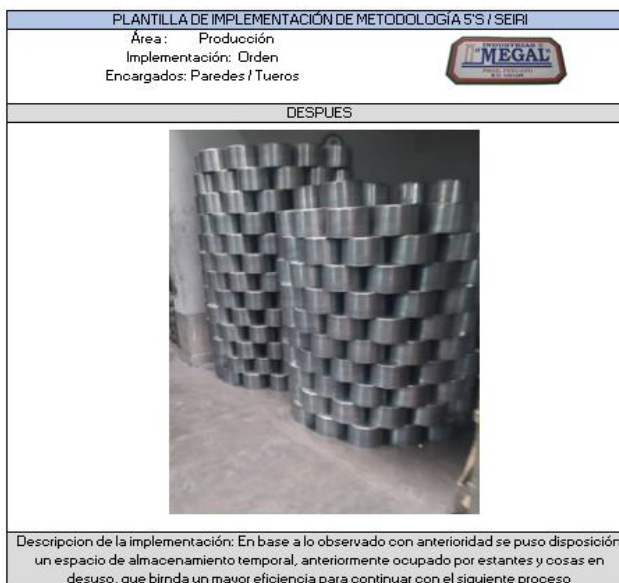 PLANTILLA DE IMPLEMENTACIÓN DE METODOLOGÍA 5'S / SEIRI
Área: Producción
Implementación: Orden
Encargados: Paredes / Tueros
INDUSTRIAS
"MEGAL"
DESPUES
Descripcion de la implementación: En base a lo observado con anterioridad se puso disposición
un espacio de almacenamiento temporal, anteriormente ocupado por estantes y cosas en
desuso, que birnda un mayor eficiencia para continuar con el siguiente proceso